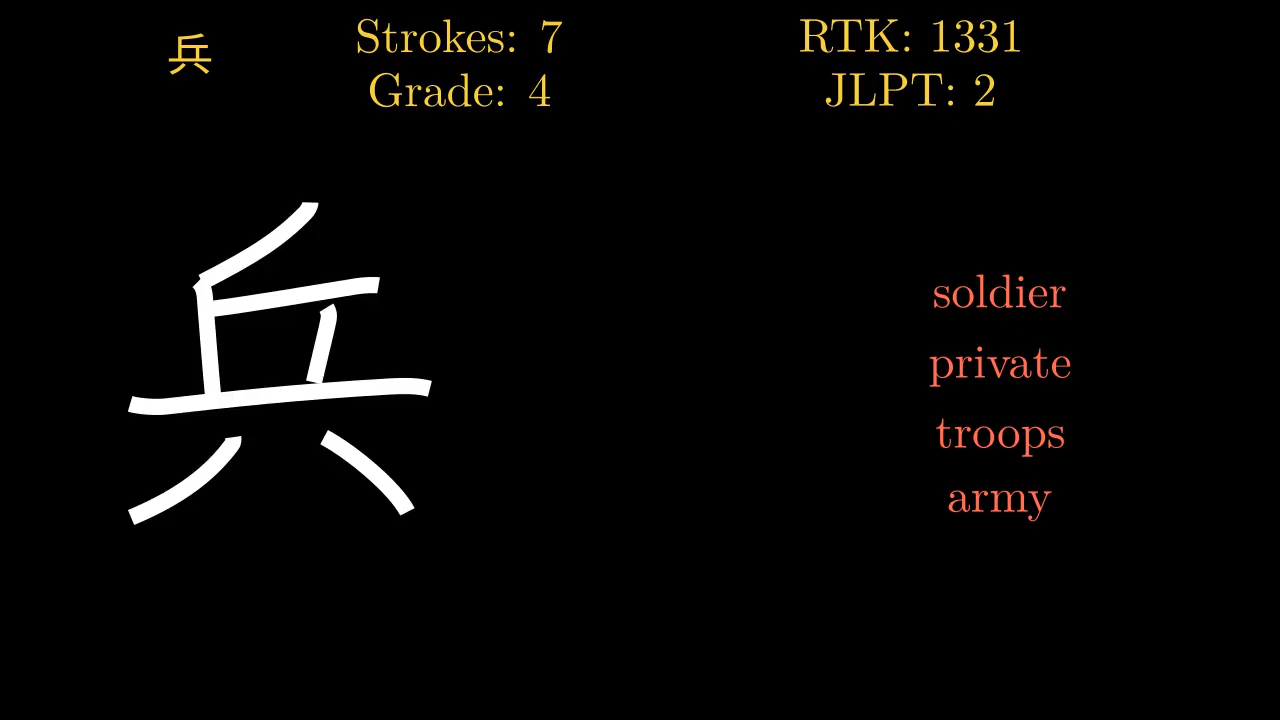 兵
Strokes: 7
Grade: 4
RTK: 1331
JLPT: 2
兵
soldier
private
troops
army